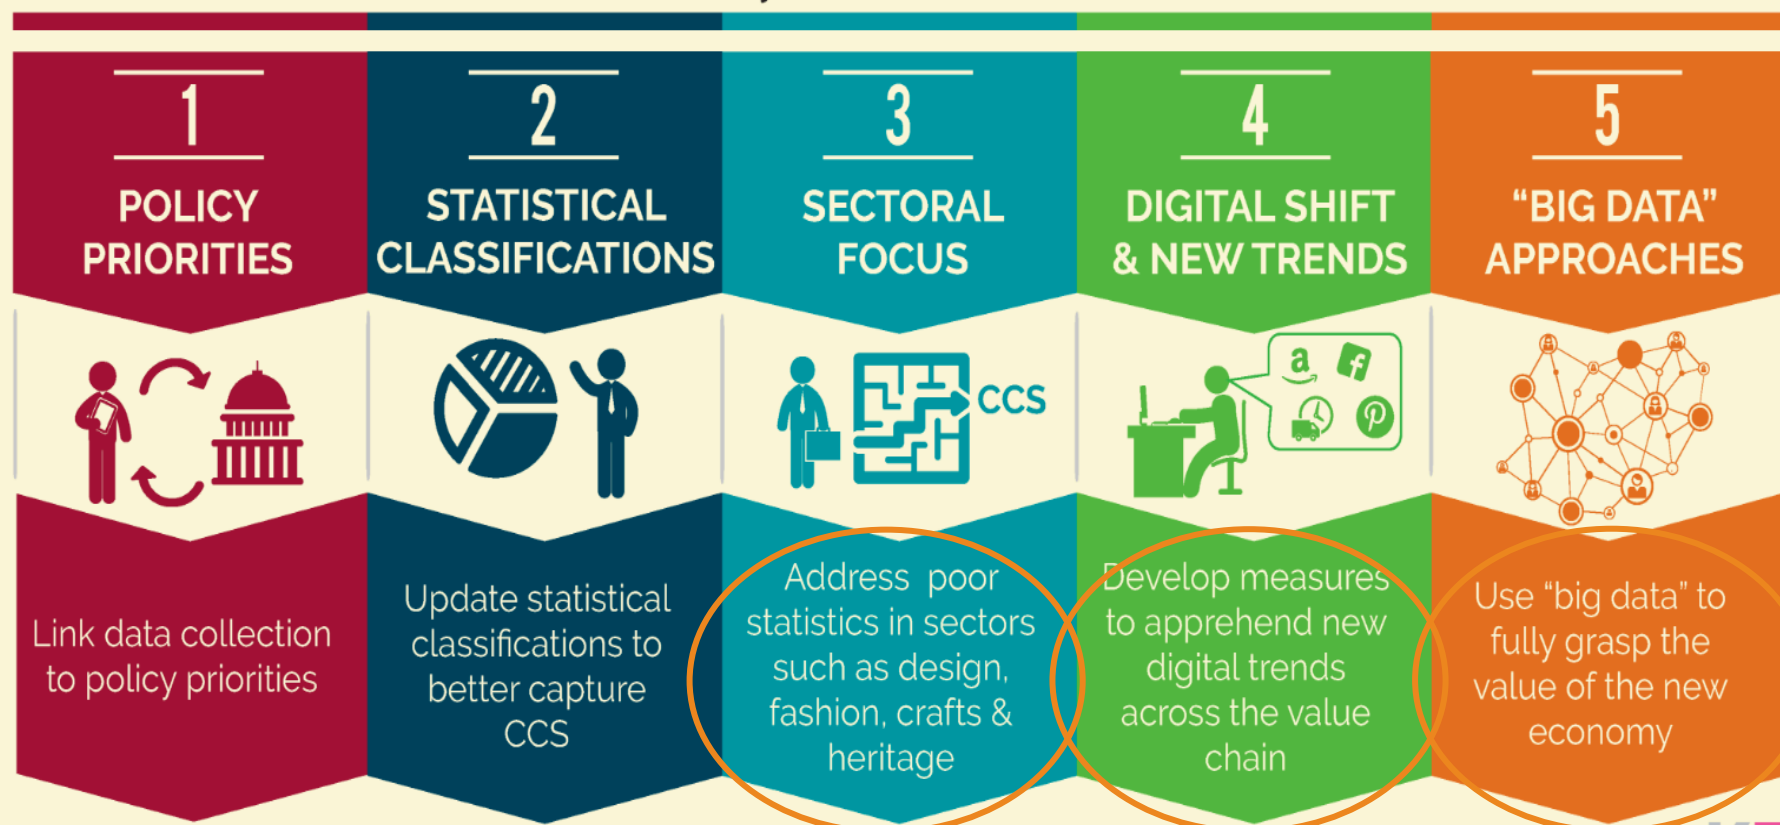 1
POLICY
PRIORITIES
Link data collection
to policy priorities
2
STATISTICAL
CLASSIFICATIONS
Update statistical
classifications to
better capture
CCS
3
SECTORAL
FOCUS
CCS
Address poor
statistics in sectors
such as design,
fashion, crafts &
heritage
4
DIGITAL SHIFT
& NEW TRENDS
a
f
P
Develop measures
to apprehend new
digital trends
across the value
chain
5
“BIG DATA”
APPROACHES
Use “big data” to
fully grasp the
value of the new
economy